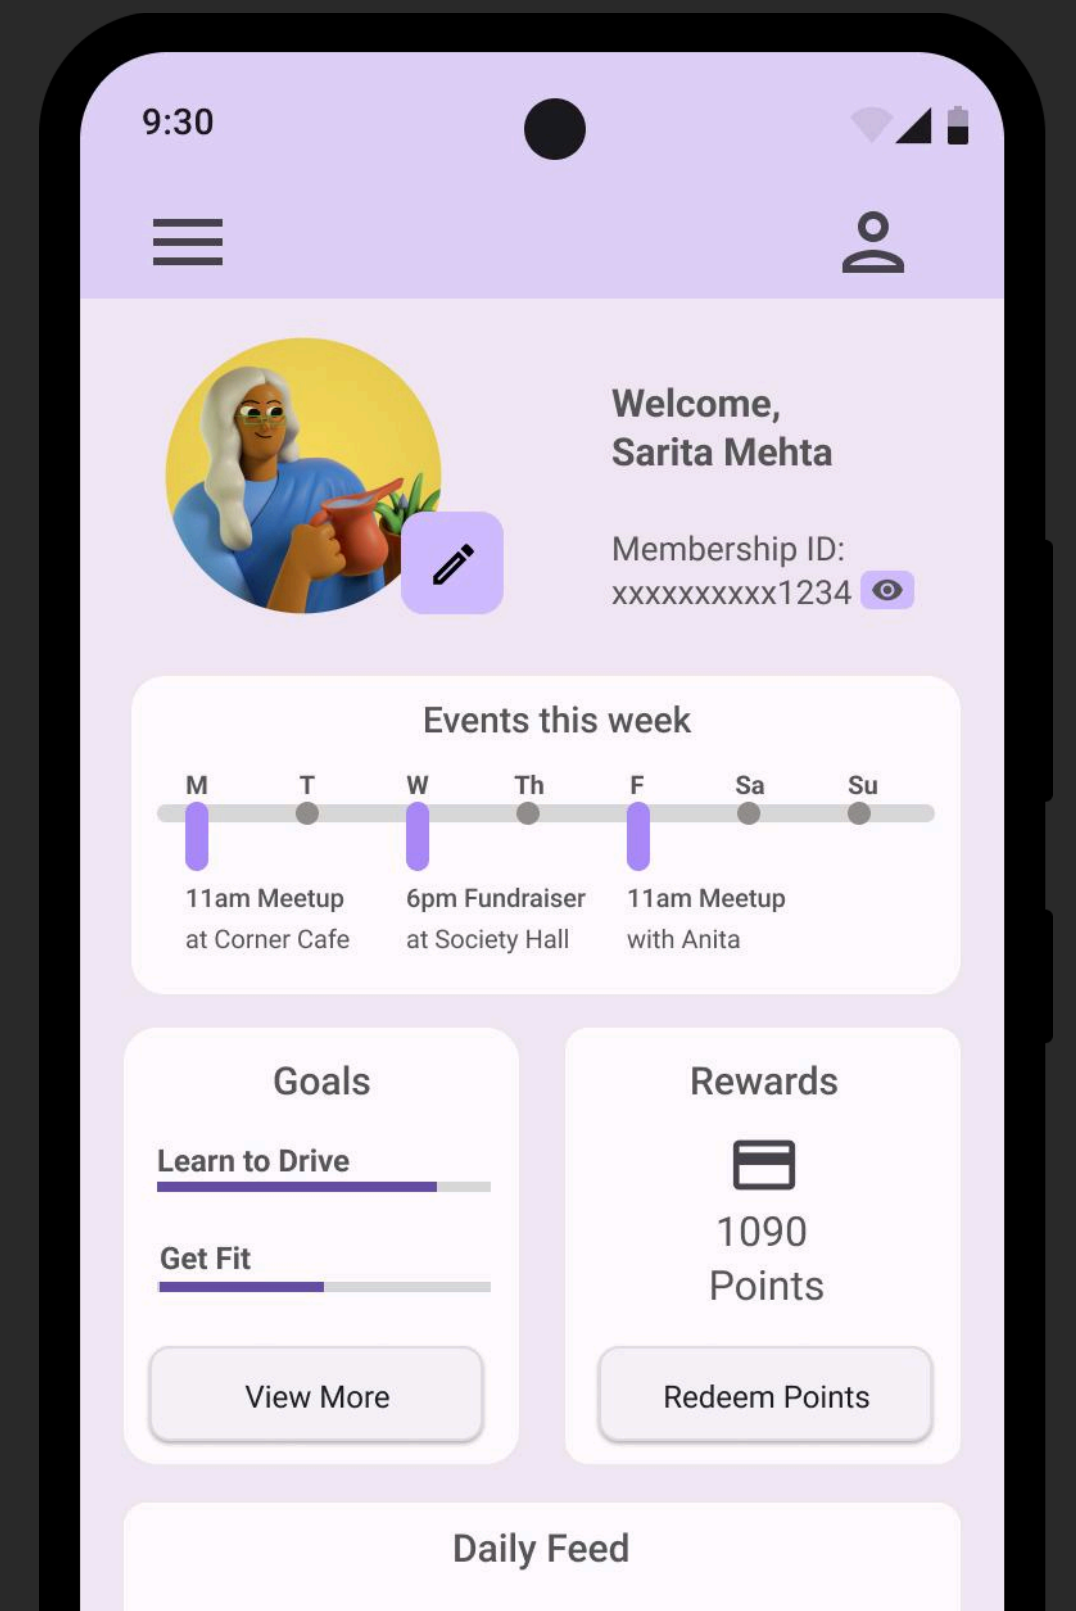 9:30
Welcome,
Sarita Mehta
Membership ID:
xxxxxxxxxx1234
Events this week
M T W Th F Sa Su
11am Meetup
at Corner Cafe
6pm Fundraiser
at Society Hall
11am Meetup
with Anita
Goals
Learn to Drive
Get Fit
View More
Rewards
1090
Points
Redeem Points
Daily Feed